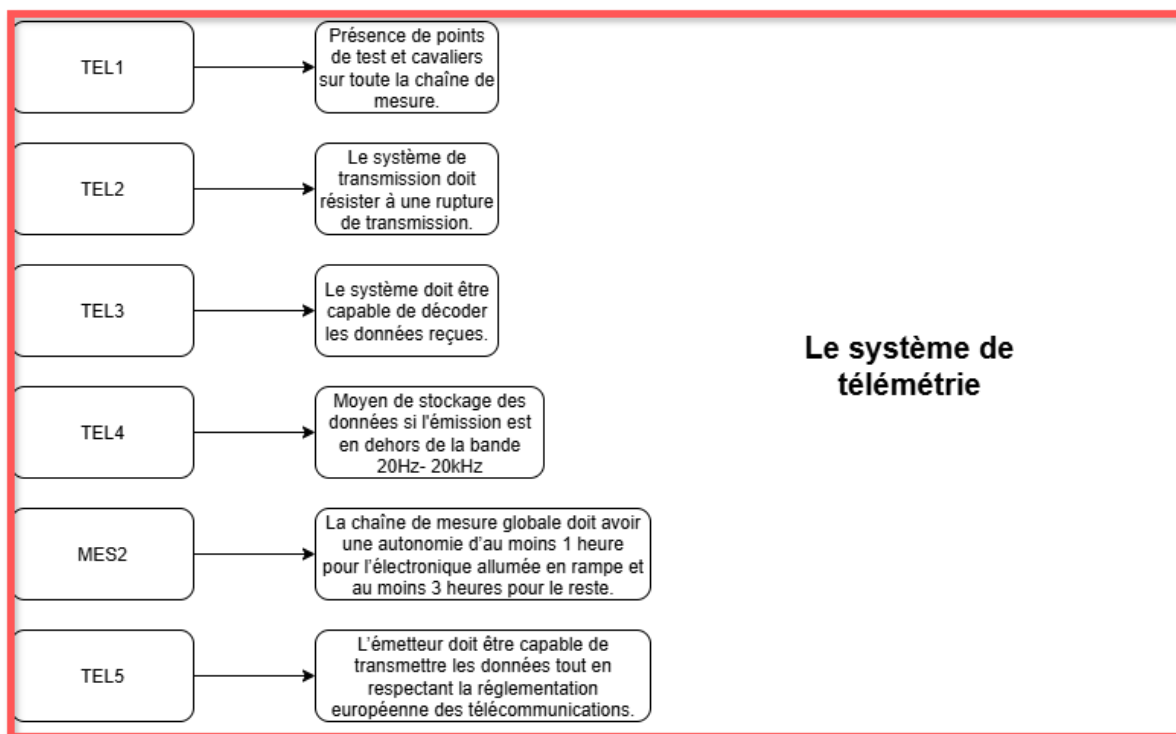 TEL1
Présence de points
de test et cavaliers
sur toute la chaîne de
mesure.
TEL2
Le système de
transmission doit
résister à une rupture
de transmission.
TEL3
Le système doit être
capable de décoder
les données reçues.
Le système de
télémétrie
TEL4
Moyen de stockage des
données si l'émission est
en dehors de la bande
20Hz- 20kHz
MES2
La chaîne de mesure globale doit avoir
une autonomie d'au moins 1 heure
pour l'électronique allumée en rampe et
au moins 3 heures pour le reste.
TEL5
L'émetteur doit être capable de
transmettre les données tout en
respectant la réglementation
européenne des télécommunications.